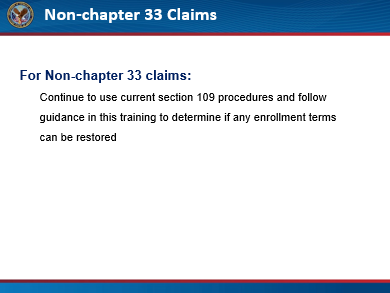 Non-chapter 33 Claims
For Non-chapter 33 claims:
Continue to use current section 109 procedures and follow
guidance in this training to determine if any enrollment terms
can be restored